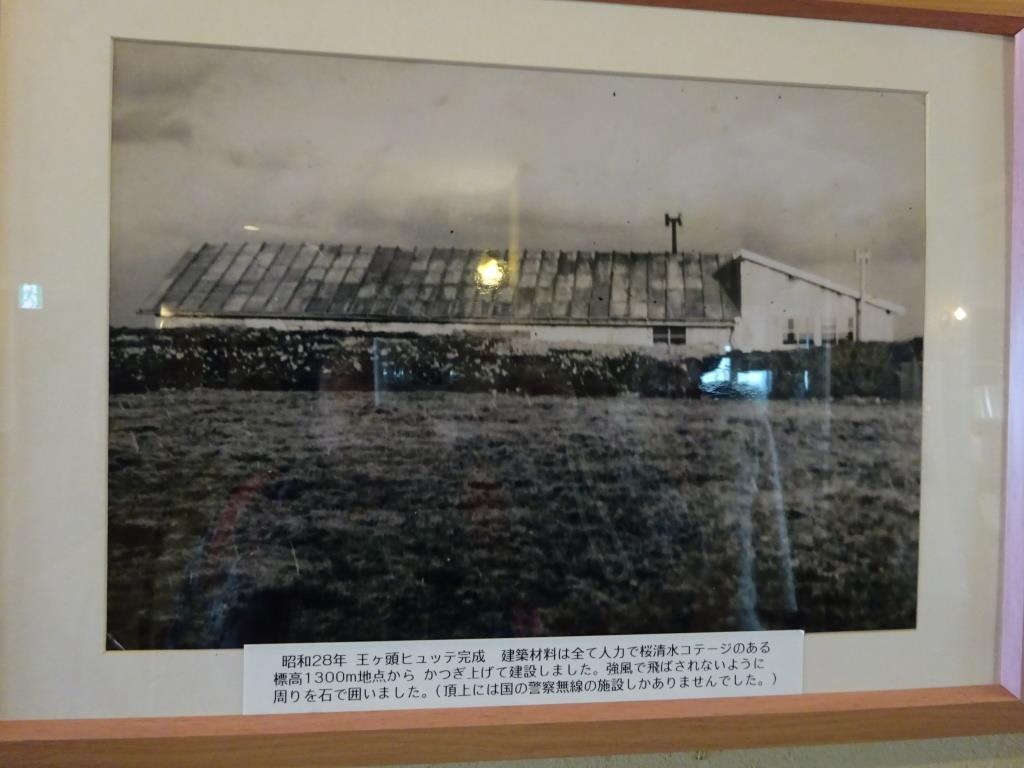 昭和28年 王ヶ頭ヒュッテ完成 建築材料は全て人力で桜清水コテージのある
標高1300m地点から かつぎ上げて建設しました。強風で飛ばされないように
周りを石で囲いました。(頂上には国の警察無線の施設しかありませんでした。)